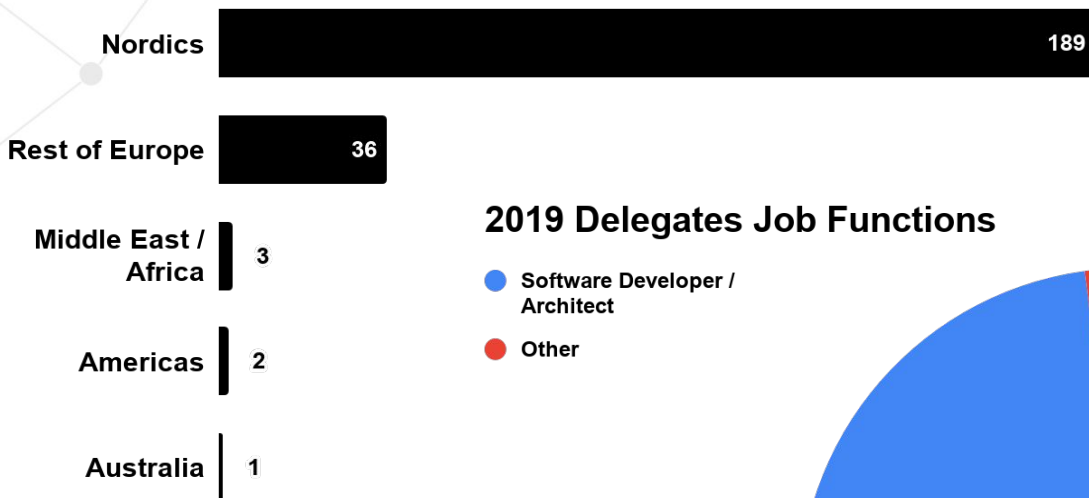 Nordics
189
Rest of Europe
36
Middle East /
Africa
3
Americas
2
Australia
1
2019 Delegates Job Functions
Software Developer /
Architect
Other